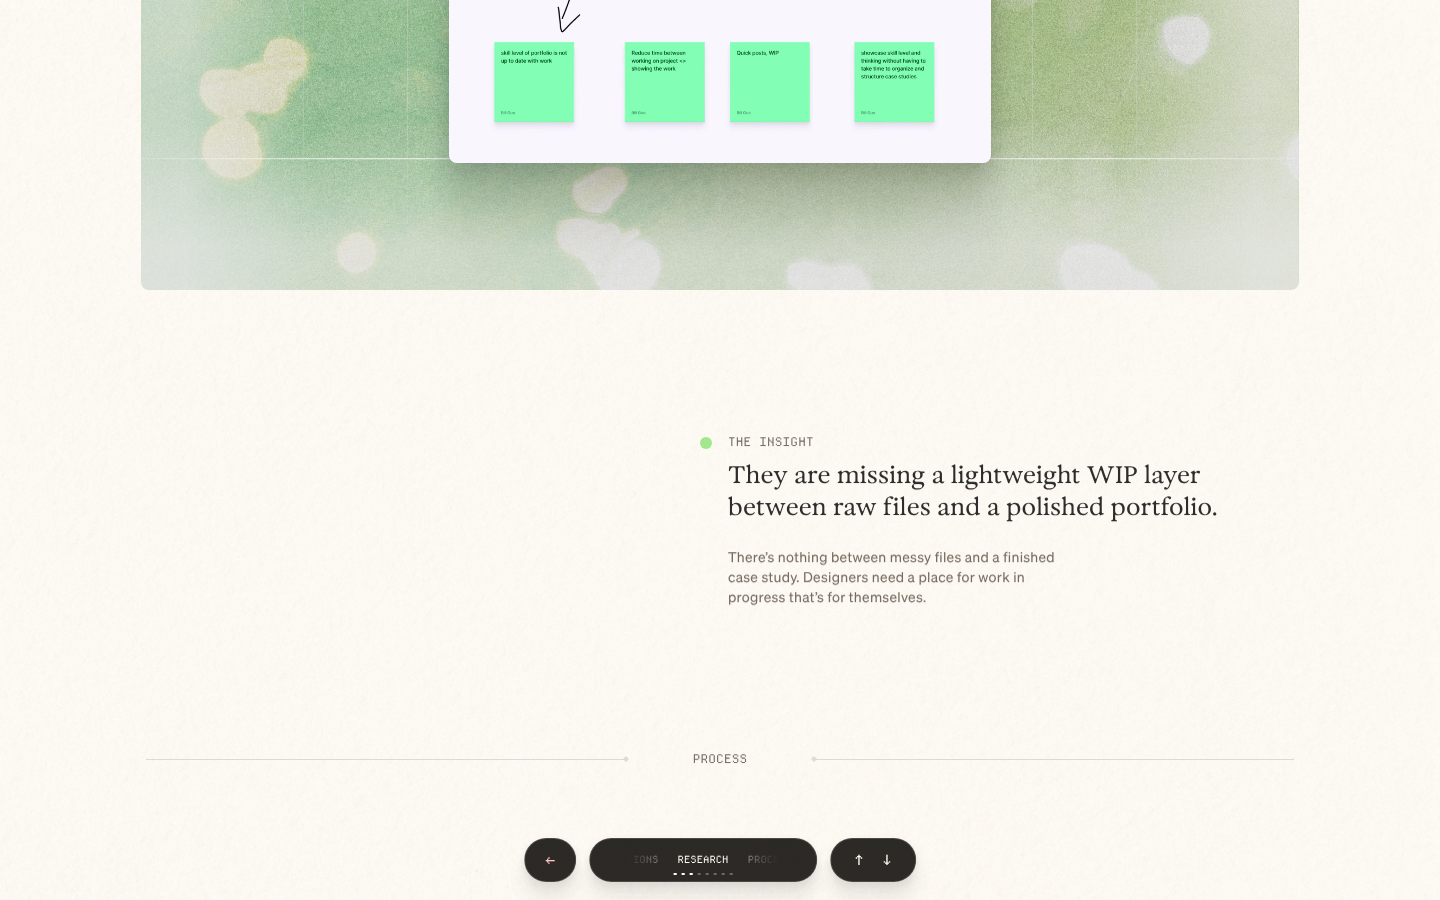 skill level of portfolio is not
up to date with work
Reduce time between
working on project <>
showing the work
Quick posts, WIP
showcase skill level and
thinking without having to
take time to organize and
structure case studies
THE INSIGHT
They are missing a lightweight WIP layer
between raw files and a polished portfolio.
There's nothing between messy files and a finished
case study. Designers need a place for work in
progress that's for themselves.
PROCESS
IONS RESEARCH PROC